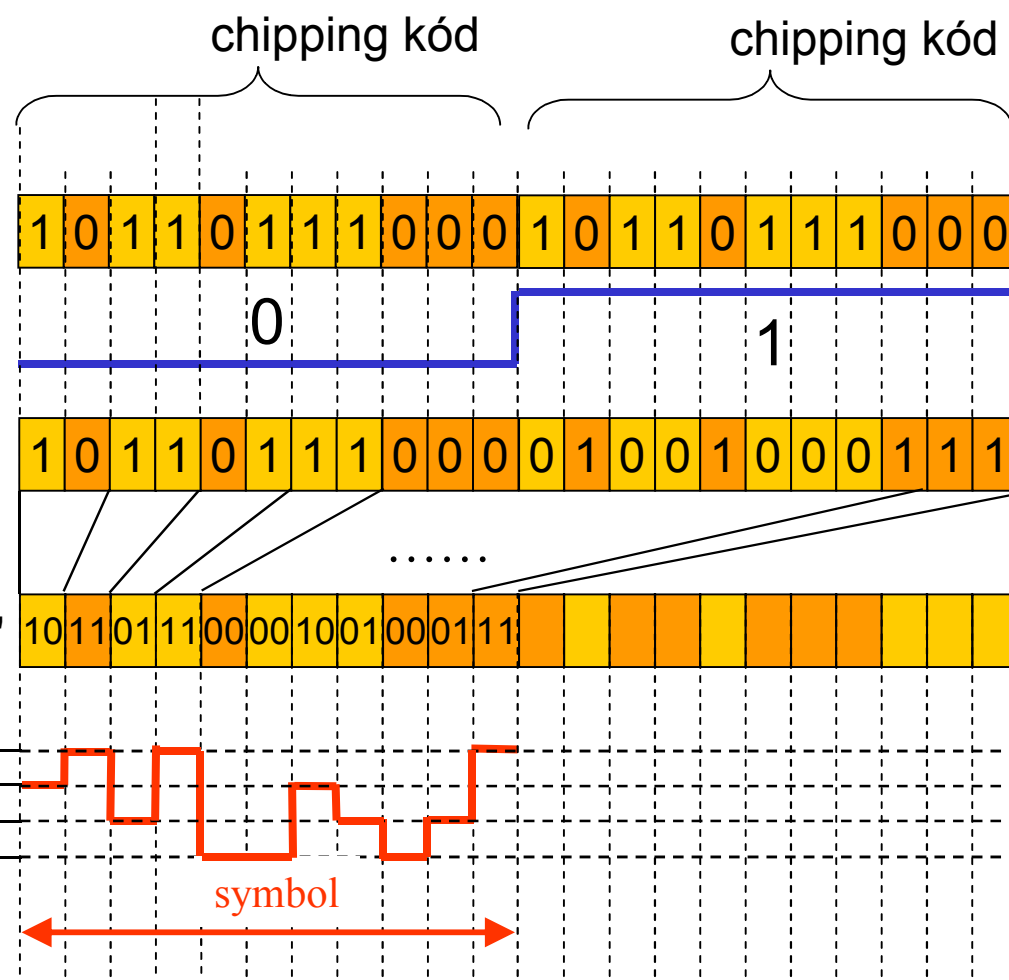 chipping kód chipping kód
1 0 1 1 0 1 1 1 0 0 0 1 0 1 1 0 1 1 1 0 0 0
0 1
1 0 1 1 0 1 1 1 0 0 0 0 1 0 0 1 0 0 0 1 1 1
......
10 11 01 11 00 00 10 01 00 01 11
symbol